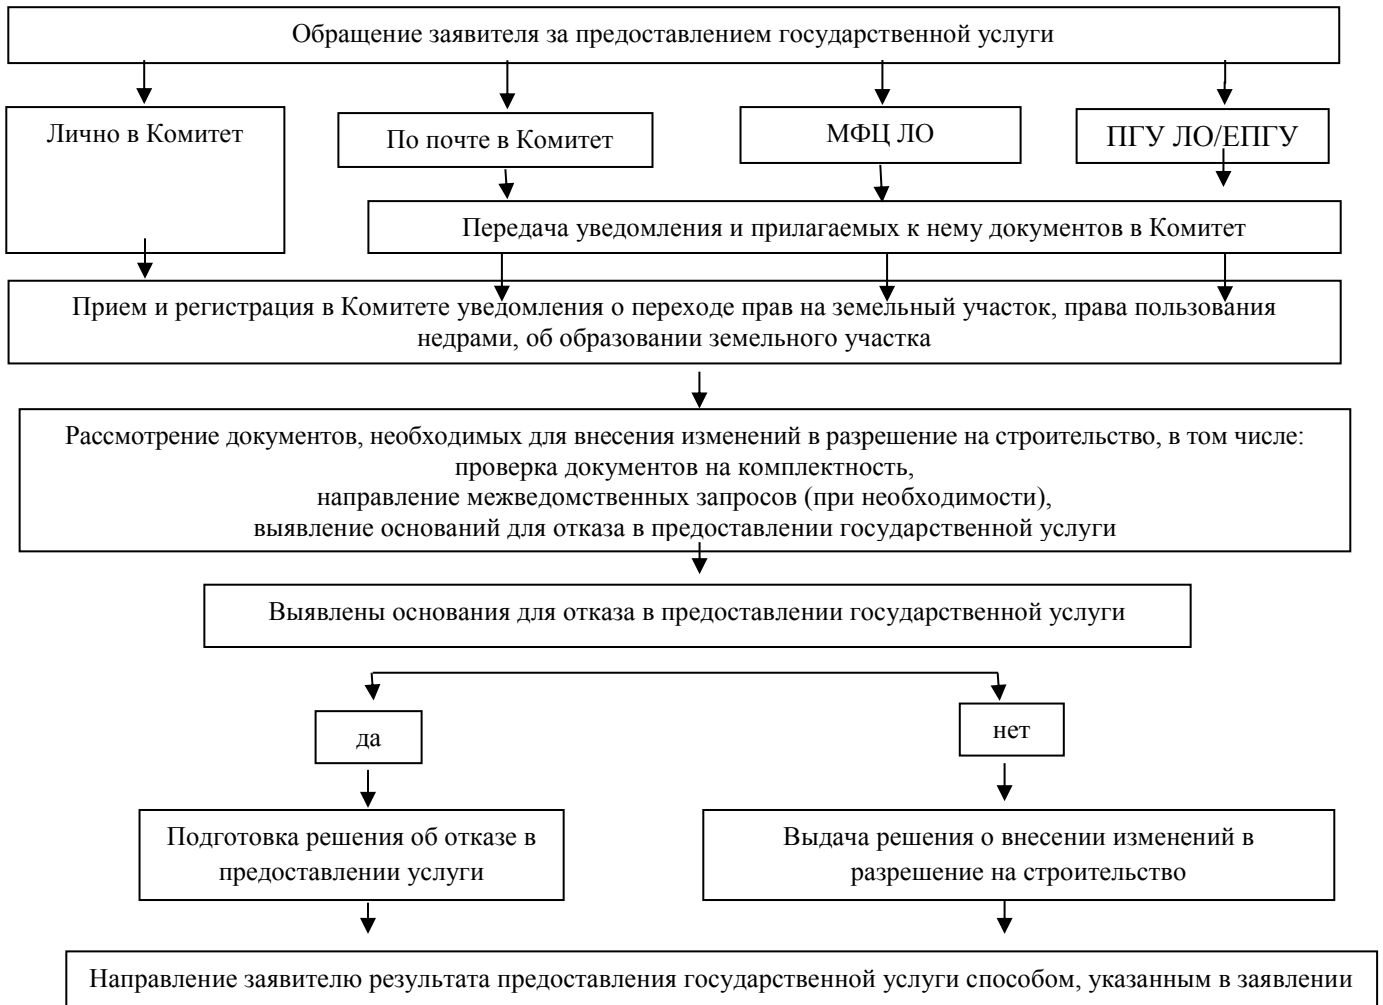 Обращение заявителя за предоставлением государственной услуги
Лично в Комитет
По почте в Комитет
МФЦ ЛО
ПГУ ЛО/ЕПГУ
Передача уведомления и прилагаемых к нему документов в Комитет
Прием и регистрация в Комитете уведомления о переходе прав на земельный участок, права пользования
недрами, об образовании земельного участка
Рассмотрение документов, необходимых для внесения изменений в разрешение на строительство, в том числе:
проверка документов на комплектность,
направление межведомственных запросов (при необходимости),
выявление оснований для отказа в предоставлении государственной услуги
Выявлены основания для отказа в предоставлении государственной услуги
да
нет
Подготовка решения об отказе в
предоставлении услуги
Выдача решения о внесении изменений в
разрешение на строительство
Направление заявителю результата предоставления государственной услуги способом, указанным в заявлении